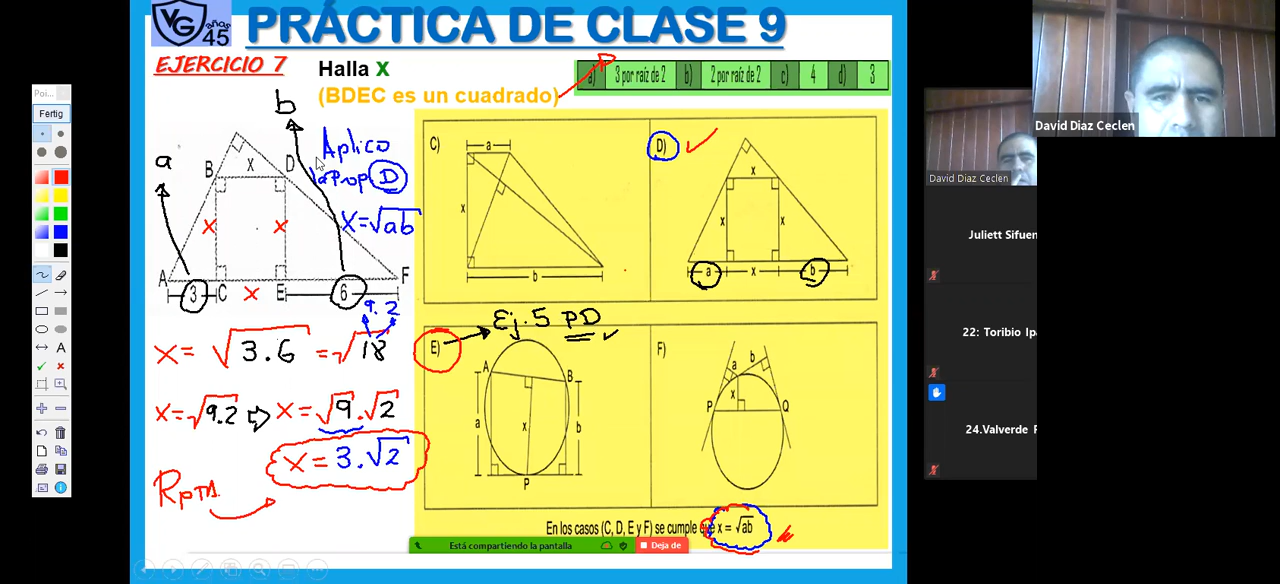 VG
años
45
PRÁCTICA DE CLASE 9
EJERCICIO 7
Halla X
(BDEC es un cuadrado)
a) 3 por raíz de 2 b) 2 por raíz de 2 c) 4 d) 3
Fertig
A
a
b
B
X
D
x
x
A
3
C
x
E
6
F
Aplico
la Prop D
x=√ab
9.2
x = √3.6 = √18
x=√9.2 ⇒ x = √9.√2
x = 3.√2
Rpta.
C)
a
x
b
D)
x
x
x
a
x
b
E)
Ej. 5 PD
A
B
a
x
b
P
F)
a
b
x
P
Q
En los casos (C, D, E y F) se cumple que x = √ab
Está compartiendo la pantalla
Deja de
David Diaz Ceclen
David Diaz Ceclen
Juliett Sifuen
22: Toribio Ip
24.Valverde F